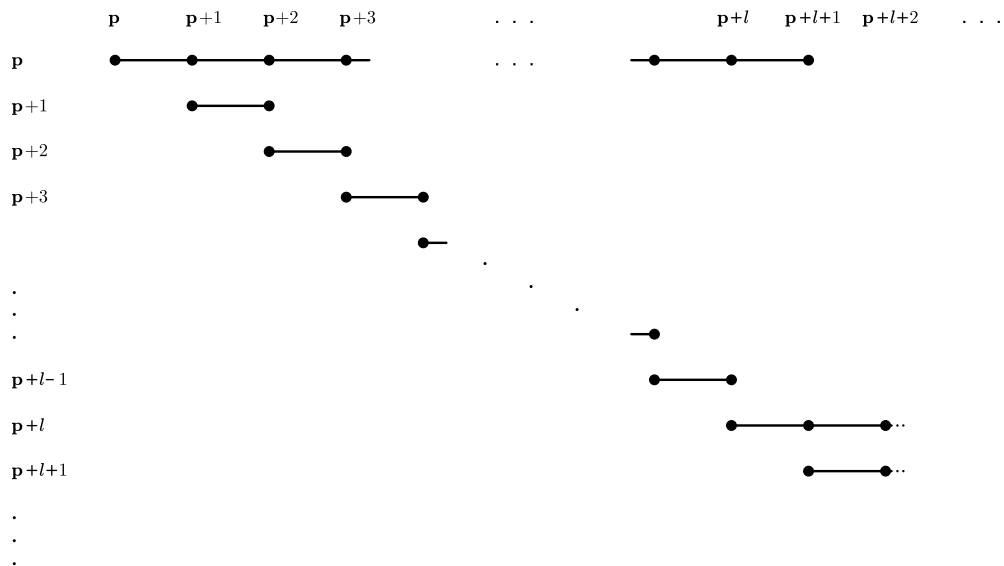 p p+1 p+2 p+3 . . . p+l p+l+1 p+l+2 . . .
p . . .
p+1
p+2
p+3
.
.
.
p+l-1
p+l
p+l+1
.
.
.